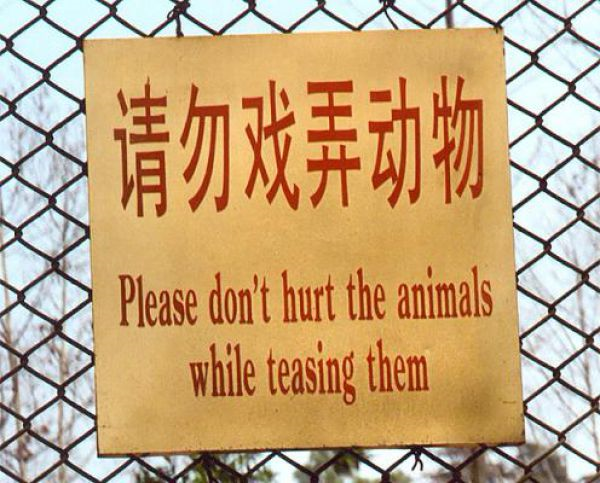 请勿戏弄动物
Please don't hurt the animals
while teasing them